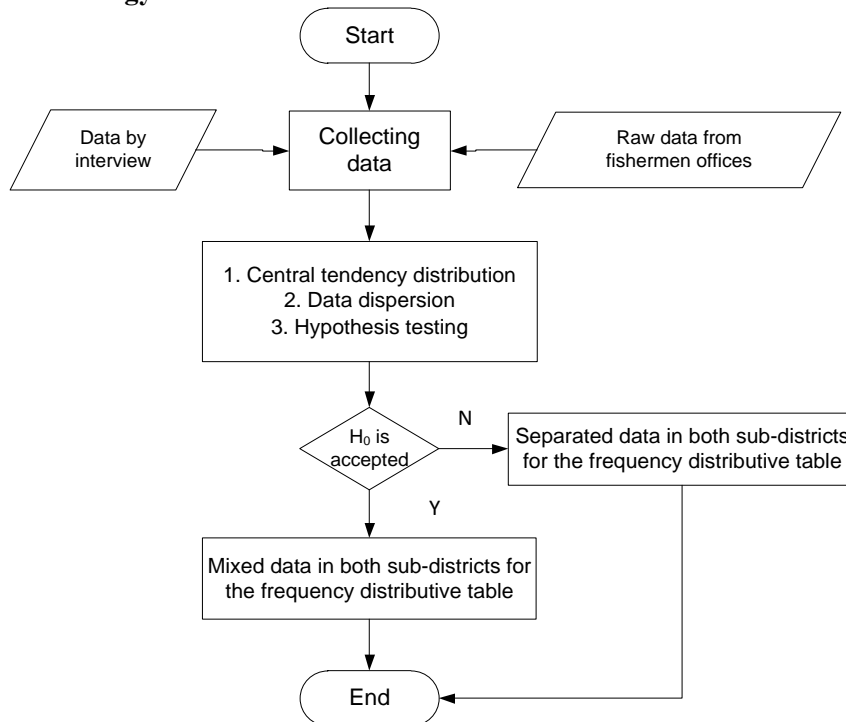 gy
Start
Data by
interview
Collecting
data
Raw data from
fishermen offices
1. Central tendency distribution
2. Data dispersion
3. Hypothesis testing
H₀ is
accepted
N
Separated data in both sub-districts
for the frequency distributive table
Y
Mixed data in both sub-districts for
the frequency distributive table
End